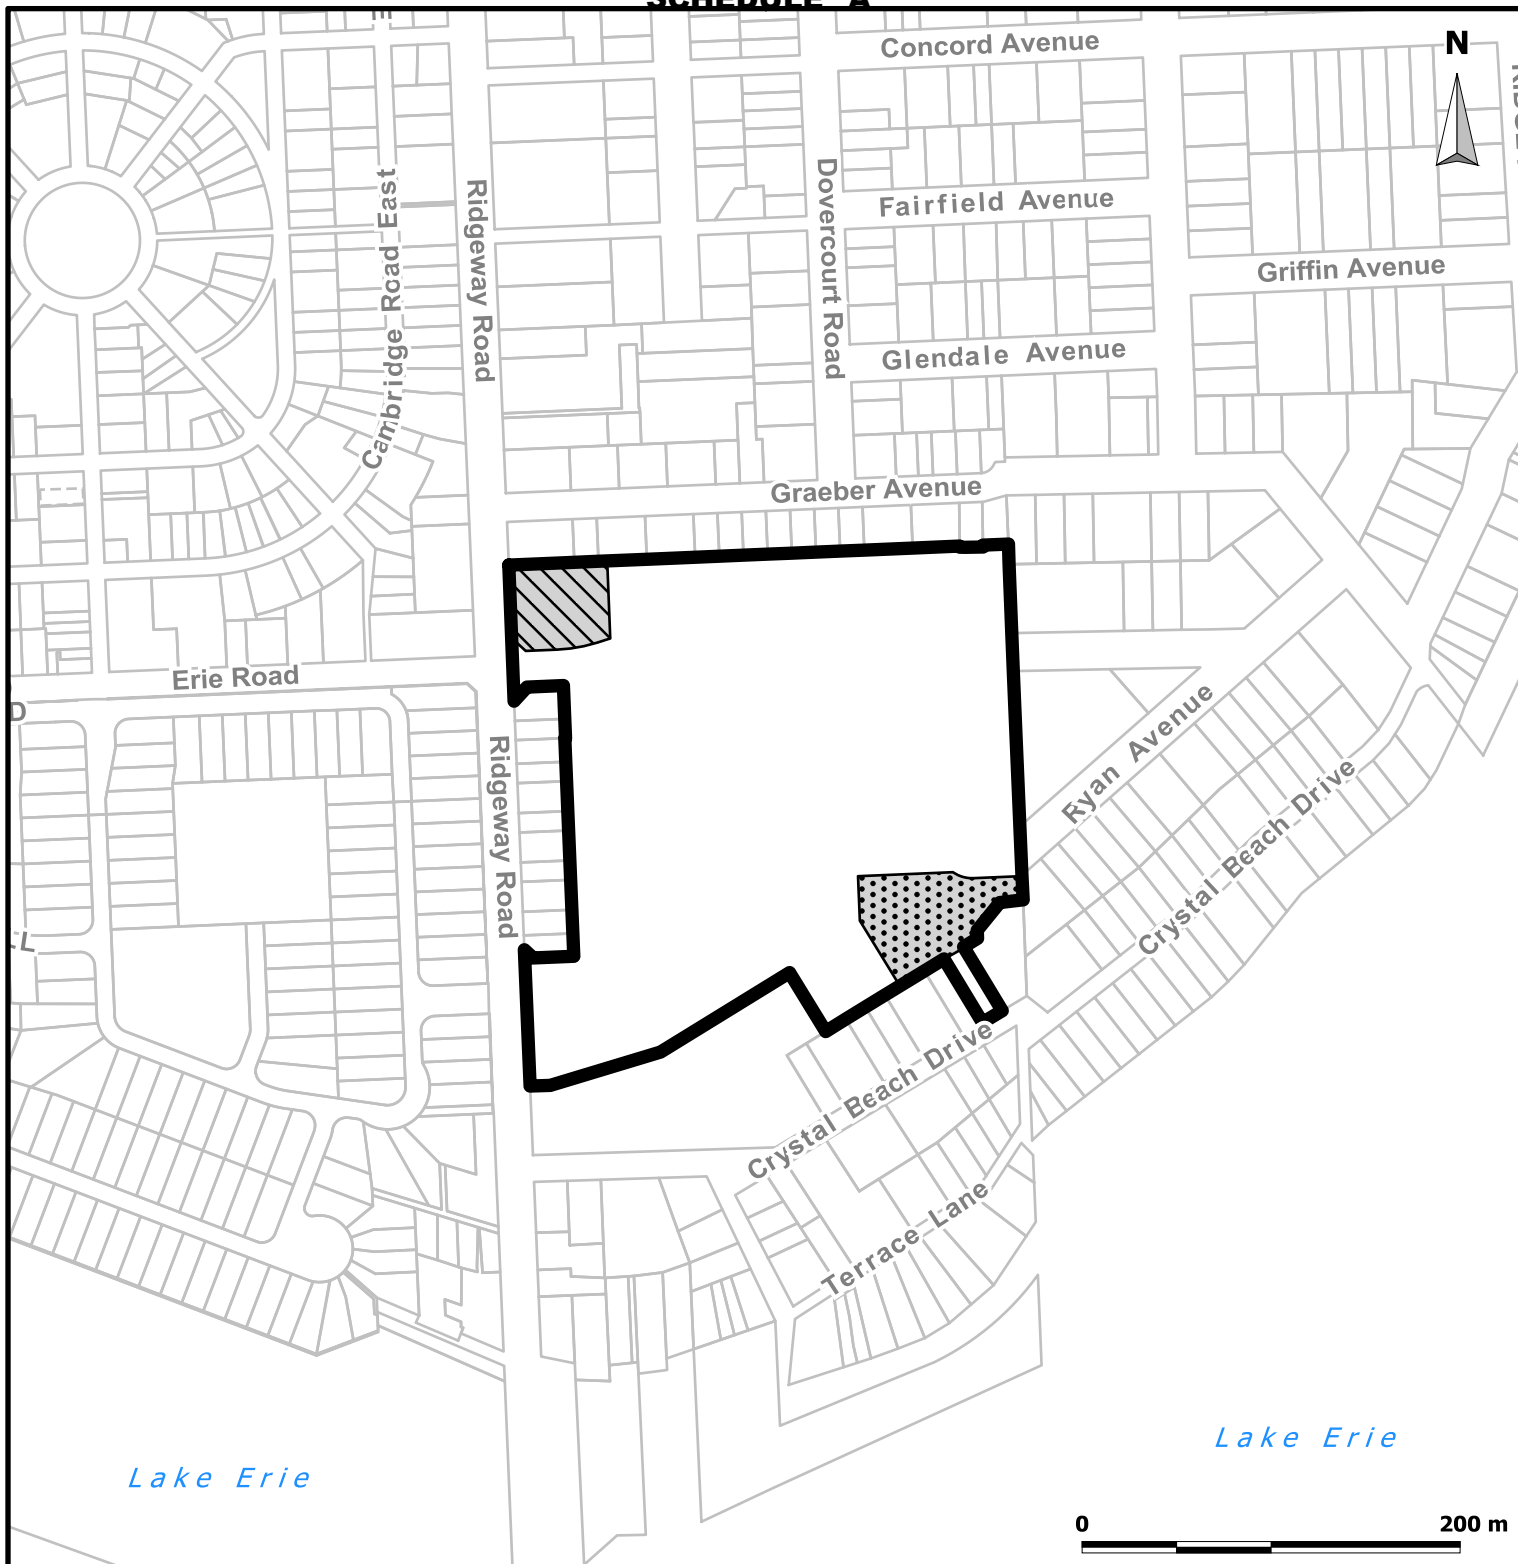 SCHEDULE "A"
Concord Avenue
N
Fairfield Avenue
Griffin Avenue
Glendale Avenue
Dovercourt Road
Ridgeway Road
Cambridge Road East
Graeber Avenue
Erie Road
D
Ridgeway Road
Ryan Avenue
Crystal Beach Drive
L
Crystal Beach Drive
Terrace Lane
Lake Erie
Lake Erie
0 200 m